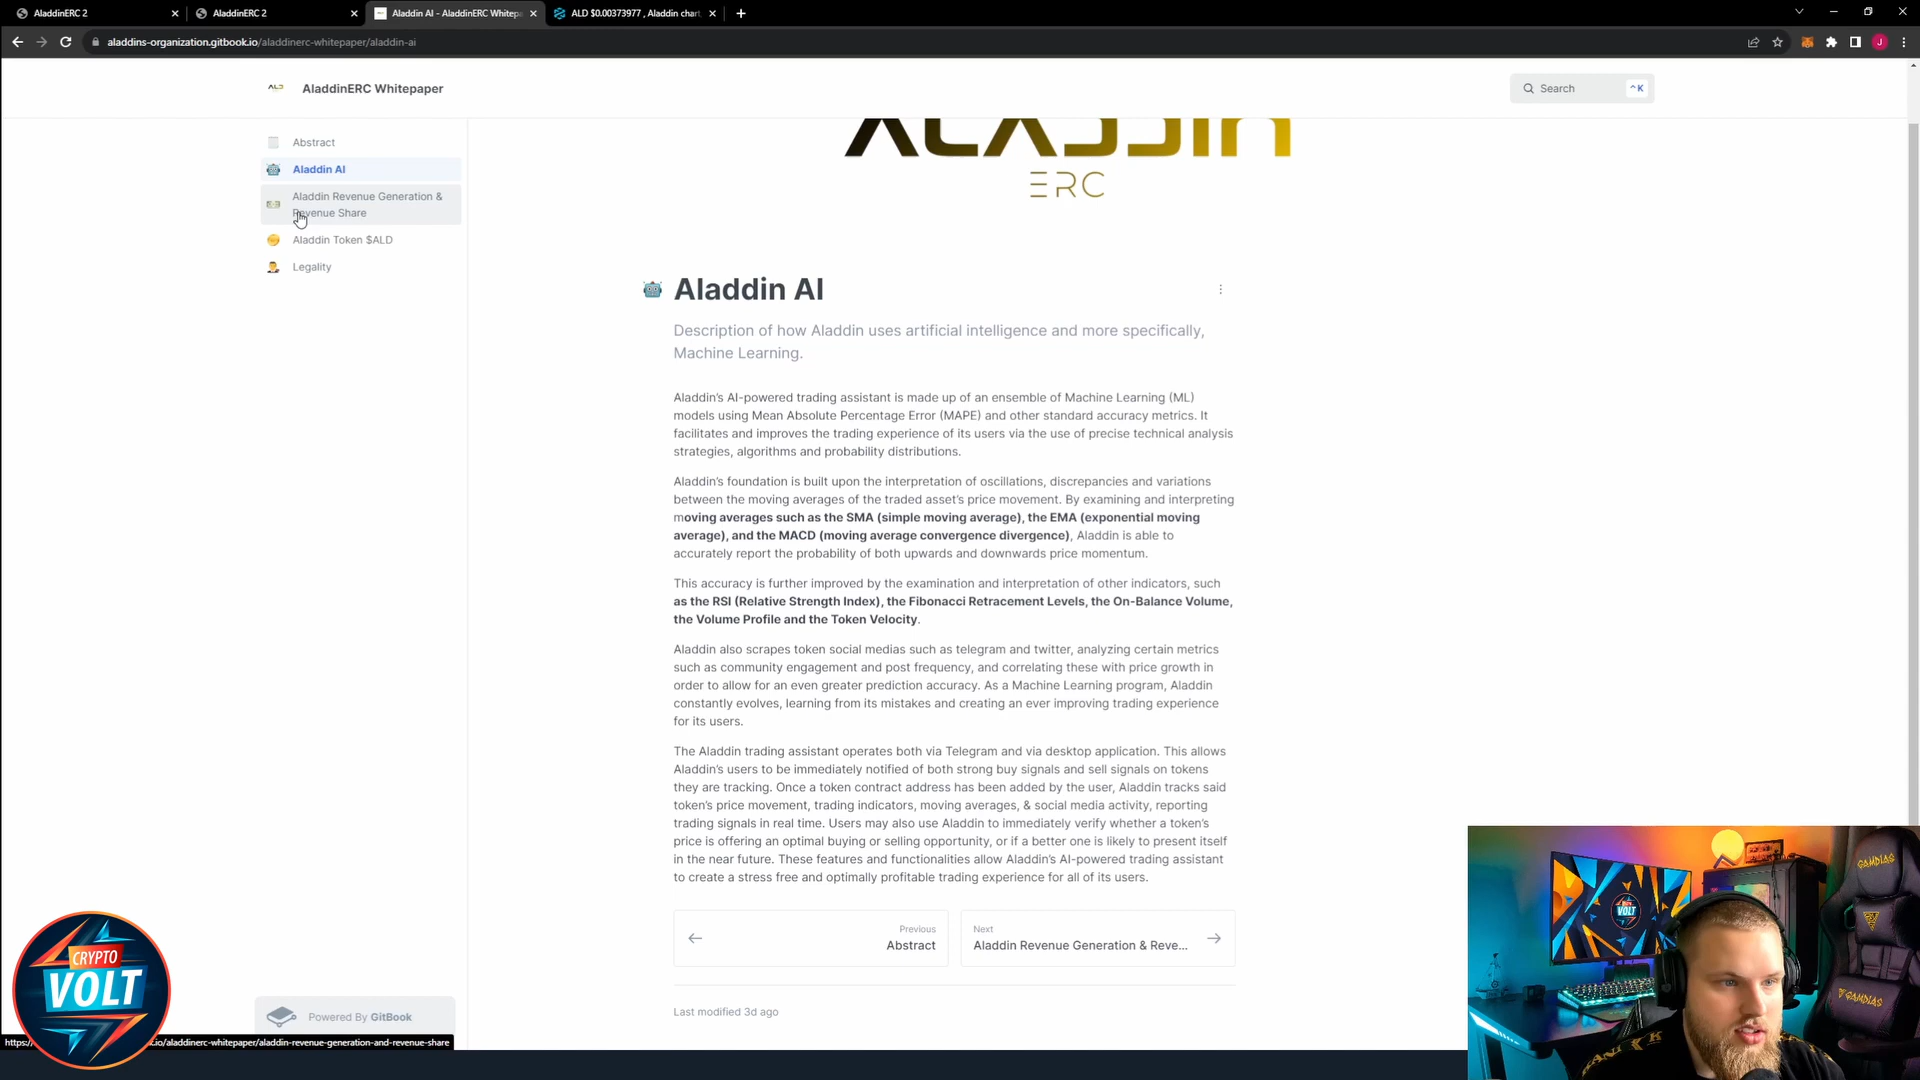 AladdinERC 2
AladdinERC 2
Aladdin AI - AladdinERC Whitepap
ALD $0.00373977 , Aladdin chart
aladdins-organization.gitbook.io/aladdinerc-whitepaper/aladdin-ai
J
ALD
AladdinERC Whitepaper
Search
^K
Abstract
Aladdin AI
Aladdin Revenue Generation &
Revenue Share
Aladdin Token $ALD
Legality
ALADDIN
ERC
Aladdin AI
Description of how Aladdin uses artificial intelligence and more specifically,
Machine Learning.
Aladdin's AI-powered trading assistant is made up of an ensemble of Machine Learning (ML)
models using Mean Absolute Percentage Error (MAPE) and other standard accuracy metrics. It
facilitates and improves the trading experience of its users via the use of precise technical analysis
strategies, algorithms and probability distributions.
Aladdin's foundation is built upon the interpretation of oscillations, discrepancies and variations
between the moving averages of the traded asset's price movement. By examining and interpreting
moving averages such as the SMA (simple moving average), the EMA (exponential moving
average), and the MACD (moving average convergence divergence), Aladdin is able to
accurately report the probability of both upwards and downwards price momentum.
This accuracy is further improved by the examination and interpretation of other indicators, such
as the RSI (Relative Strength Index), the Fibonacci Retracement Levels, the On-Balance Volume,
the Volume Profile and the Token Velocity.
Aladdin also scrapes token social medias such as telegram and twitter, analyzing certain metrics
such as community engagement and post frequency, and correlating these with price growth in
order to allow for an even greater prediction accuracy. As a Machine Learning program, Aladdin
constantly evolves, learning from its mistakes and creating an ever improving trading experience
for its users.
The Aladdin trading assistant operates both via Telegram and via desktop application. This allows
Aladdin's users to be immediately notified of both strong buy signals and sell signals on tokens
they are tracking. Once a token contract address has been added by the user, Aladdin tracks said
token's price movement, trading indicators, moving averages, & social media activity, reporting
trading signals in real time. Users may also use Aladdin to immediately verify whether a token's
price is offering an optimal buying or selling opportunity, or if a better one is likely to present itself
in the near future. These features and functionalities allow Aladdin's AI-powered trading assistant
to create a stress free and optimally profitable trading experience for all of its users.
Previous
Abstract
Next
Aladdin Revenue Generation & Reve...
Last modified 3d ago
Powered By GitBook
https://
io/aladdinerc-whitepaper/aladdin-revenue-generation-and-revenue-share
CRYPTO
VOLT
VOLT
GAMDIAS
GAMDIAS